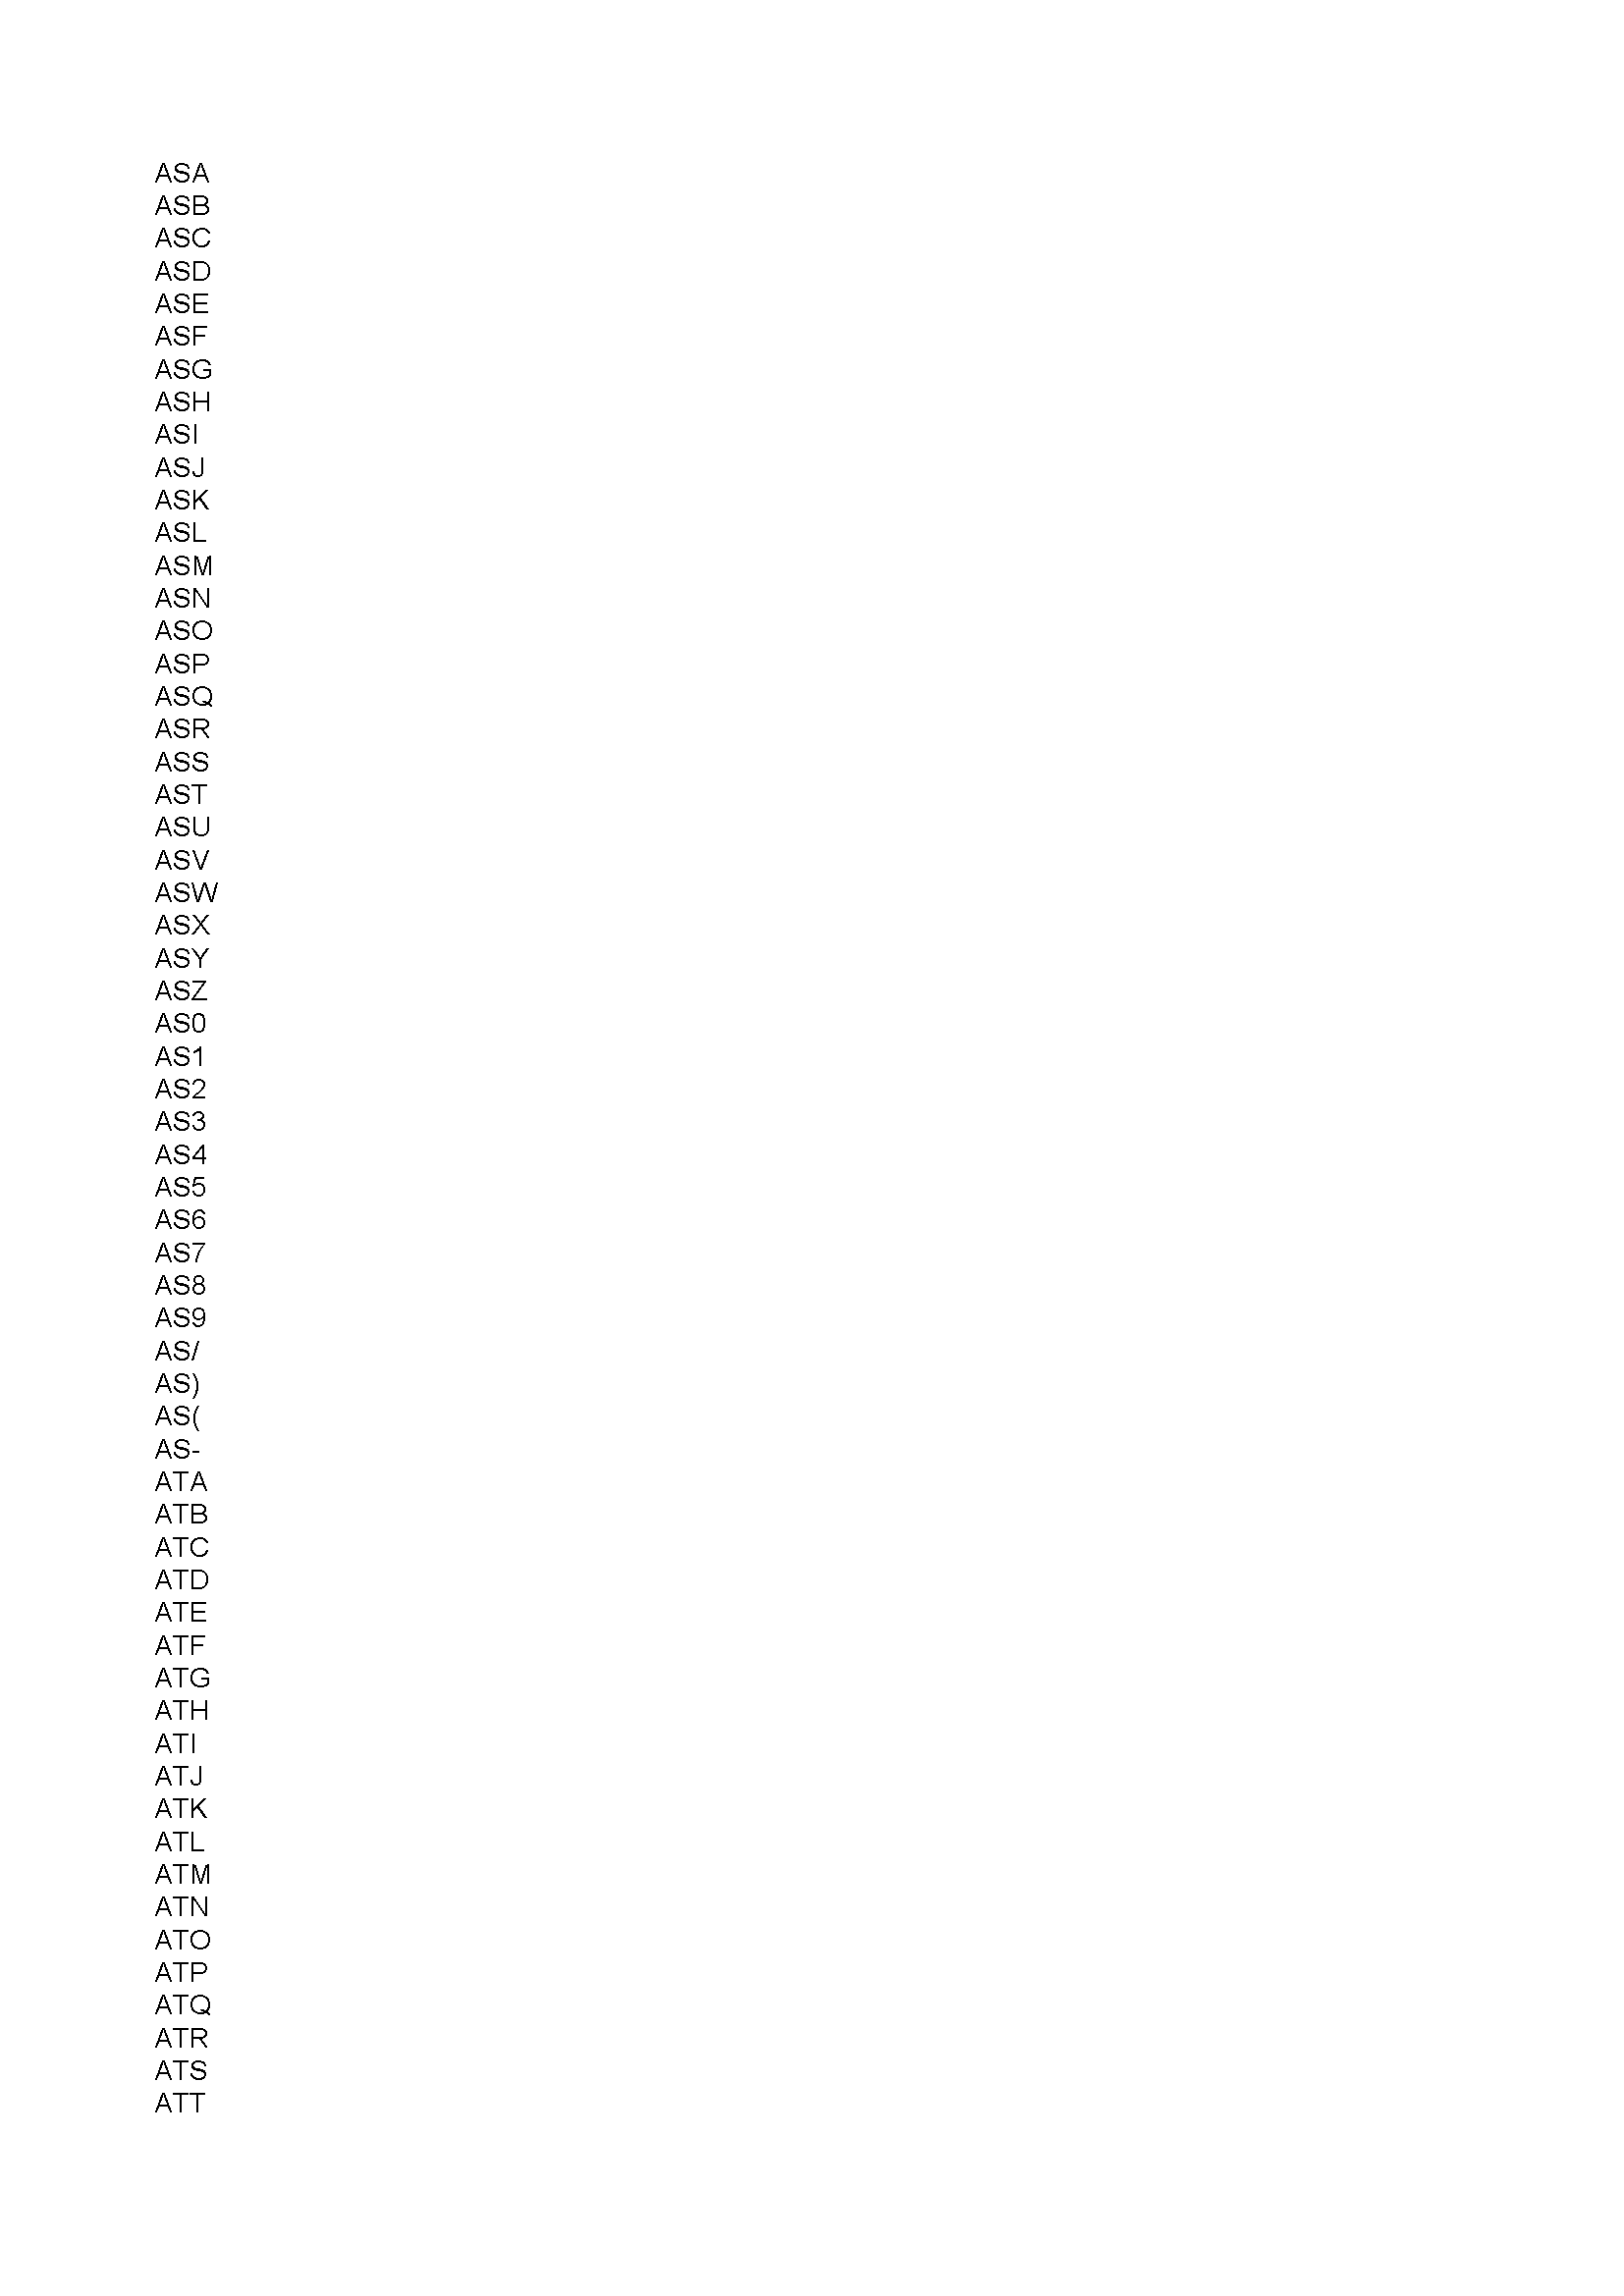 ASA
ASB
ASC
ASD
ASE
ASF
ASG
ASH
ASI
ASJ
ASK
ASL
ASM
ASN
ASO
ASP
ASQ
ASR
ASS
AST
ASU
ASV
ASW
ASX
ASY
ASZ
AS0
AS1
AS2
AS3
AS4
AS5
AS6
AS7
AS8
AS9
AS/
AS)
AS(
AS-
ATA
ATB
ATC
ATD
ATE
ATF
ATG
ATH
ATI
ATJ
ATK
ATL
ATM
ATN
ATO
ATP
ATQ
ATR
ATS
ATT